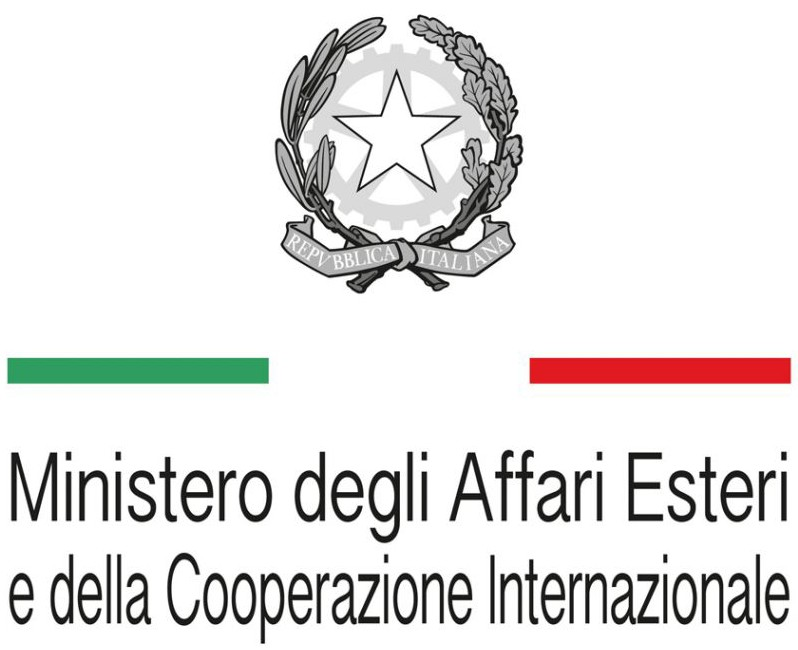 REPVBBLICA ITALIANA
Ministero degli Affari Esteri
e della Cooperazione Internazionale